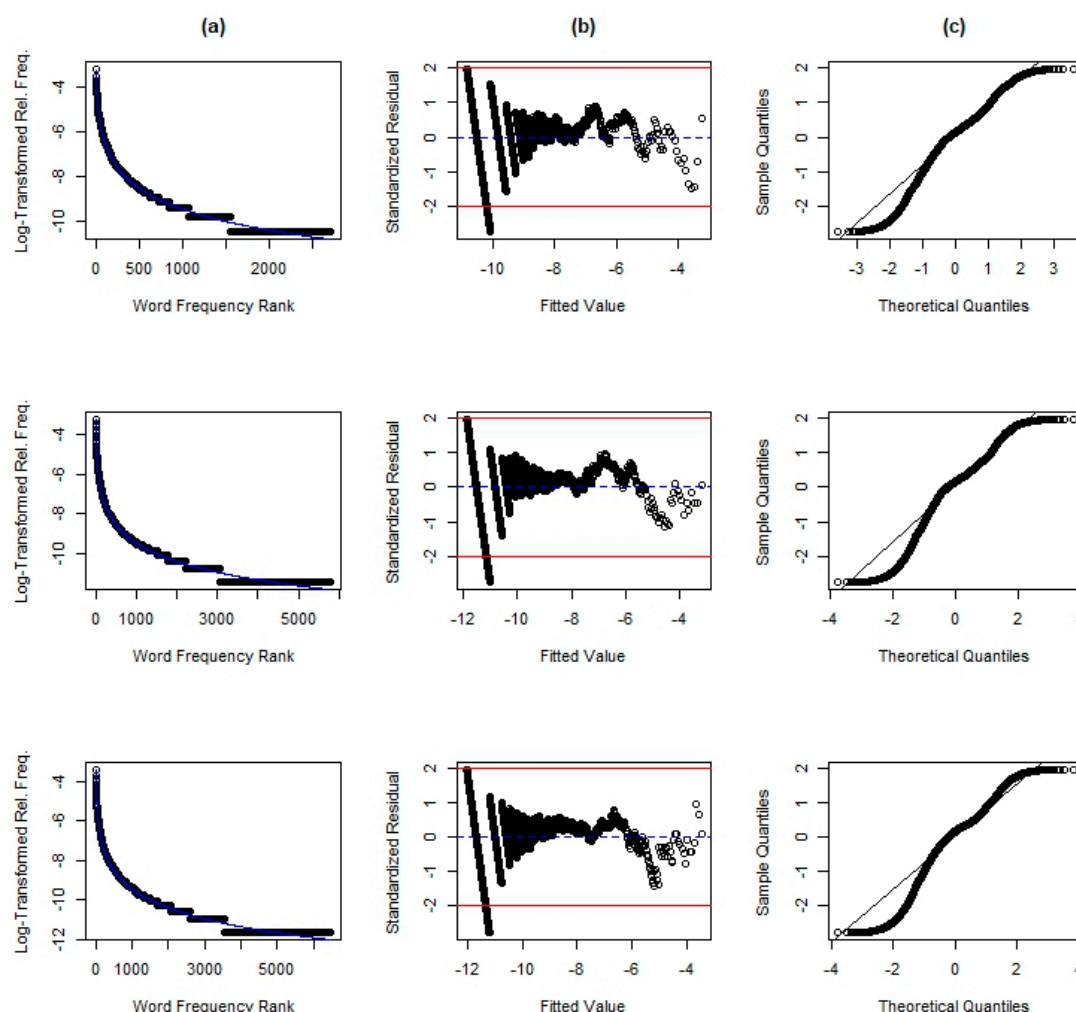 (a) (b) (c)
Log-Transformed Rel. Freq.
-4
-6
-8
-10
0 500 1000 2000
Word Frequency Rank
Standardized Residual
2
1
0
-1
-2
-10 -8 -6 -4
Fitted Value
Sample Quantiles
2
1
0
-1
-2
-3 -2 -1 0 1 2 3
Theoretical Quantiles
Log-Transformed Rel. Freq.
-4
-6
-8
-10
0 1000 3000 5000
Word Frequency Rank
Standardized Residual
2
1
0
-1
-2
-12 -10 -8 -6 -4
Fitted Value
Sample Quantiles
2
1
0
-1
-2
-4 -2 0 2
Theoretical Quantiles
Log-Transformed Rel. Freq.
-4
-6
-8
-10
-12
0 1000 3000 5000
Word Frequency Rank
Standardized Residual
2
1
0
-1
-2
-12 -10 -8 -6 -4
Fitted Value
Sample Quantiles
2
1
0
-1
-2
-4 -2 0 2
Theoretical Quantiles